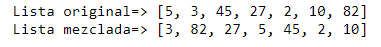 Lista original=> [5, 3, 45, 27, 2, 10, 82]
Lista mezclada=> [3, 82, 27, 5, 45, 2, 10]